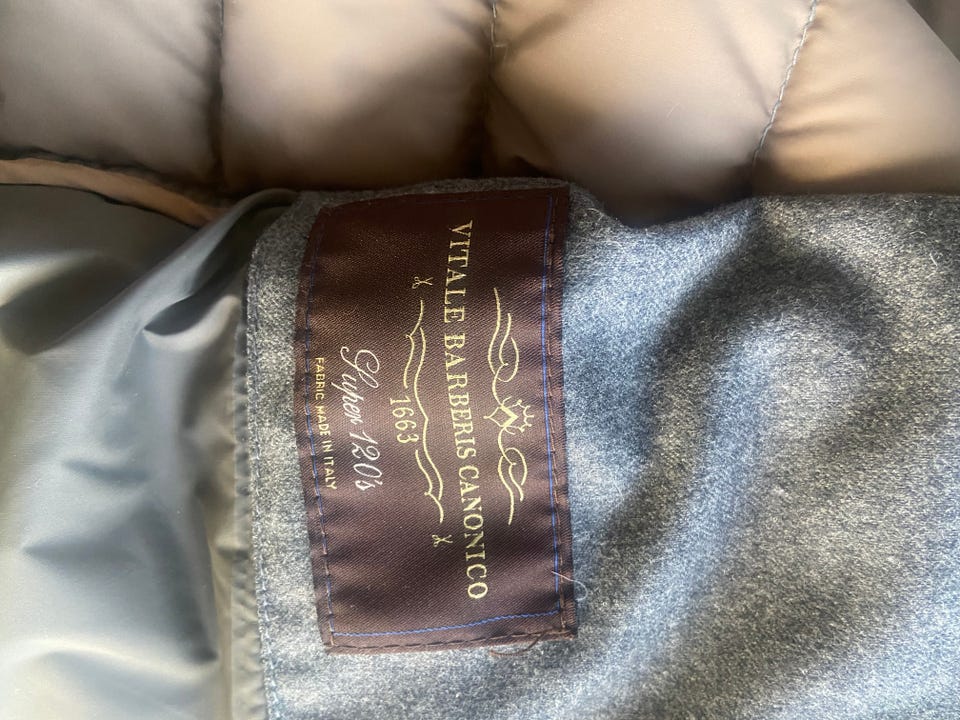 VITALE BARBERIS CANONICO
1663
Super 120's
FABRIC MADE IN ITALY